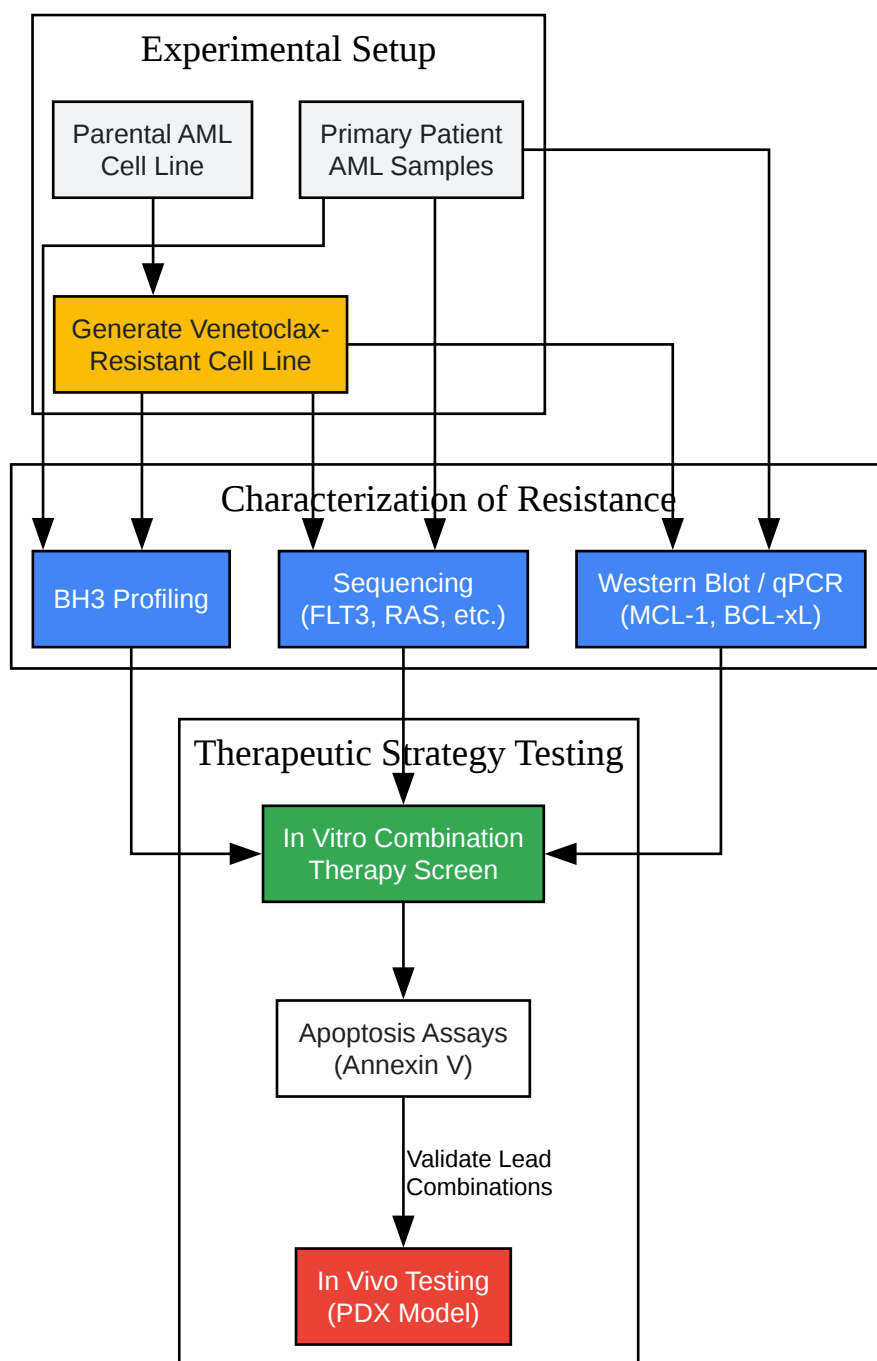 Experimental Setup
Parental AML
Cell Line
Primary Patient
AML Samples
Generate Venetoclax-
Resistant Cell Line
Characterization of Resistance
BH3 Profiling
Sequencing
(FLT3, RAS, etc.)
Western Blot / qPCR
(MCL-1, BCL-xL)
Therapeutic Strategy Testing
In Vitro Combination
Therapy Screen
Apoptosis Assays
(Annexin V)
Validate Lead
Combinations
In Vivo Testing
(PDX Model)